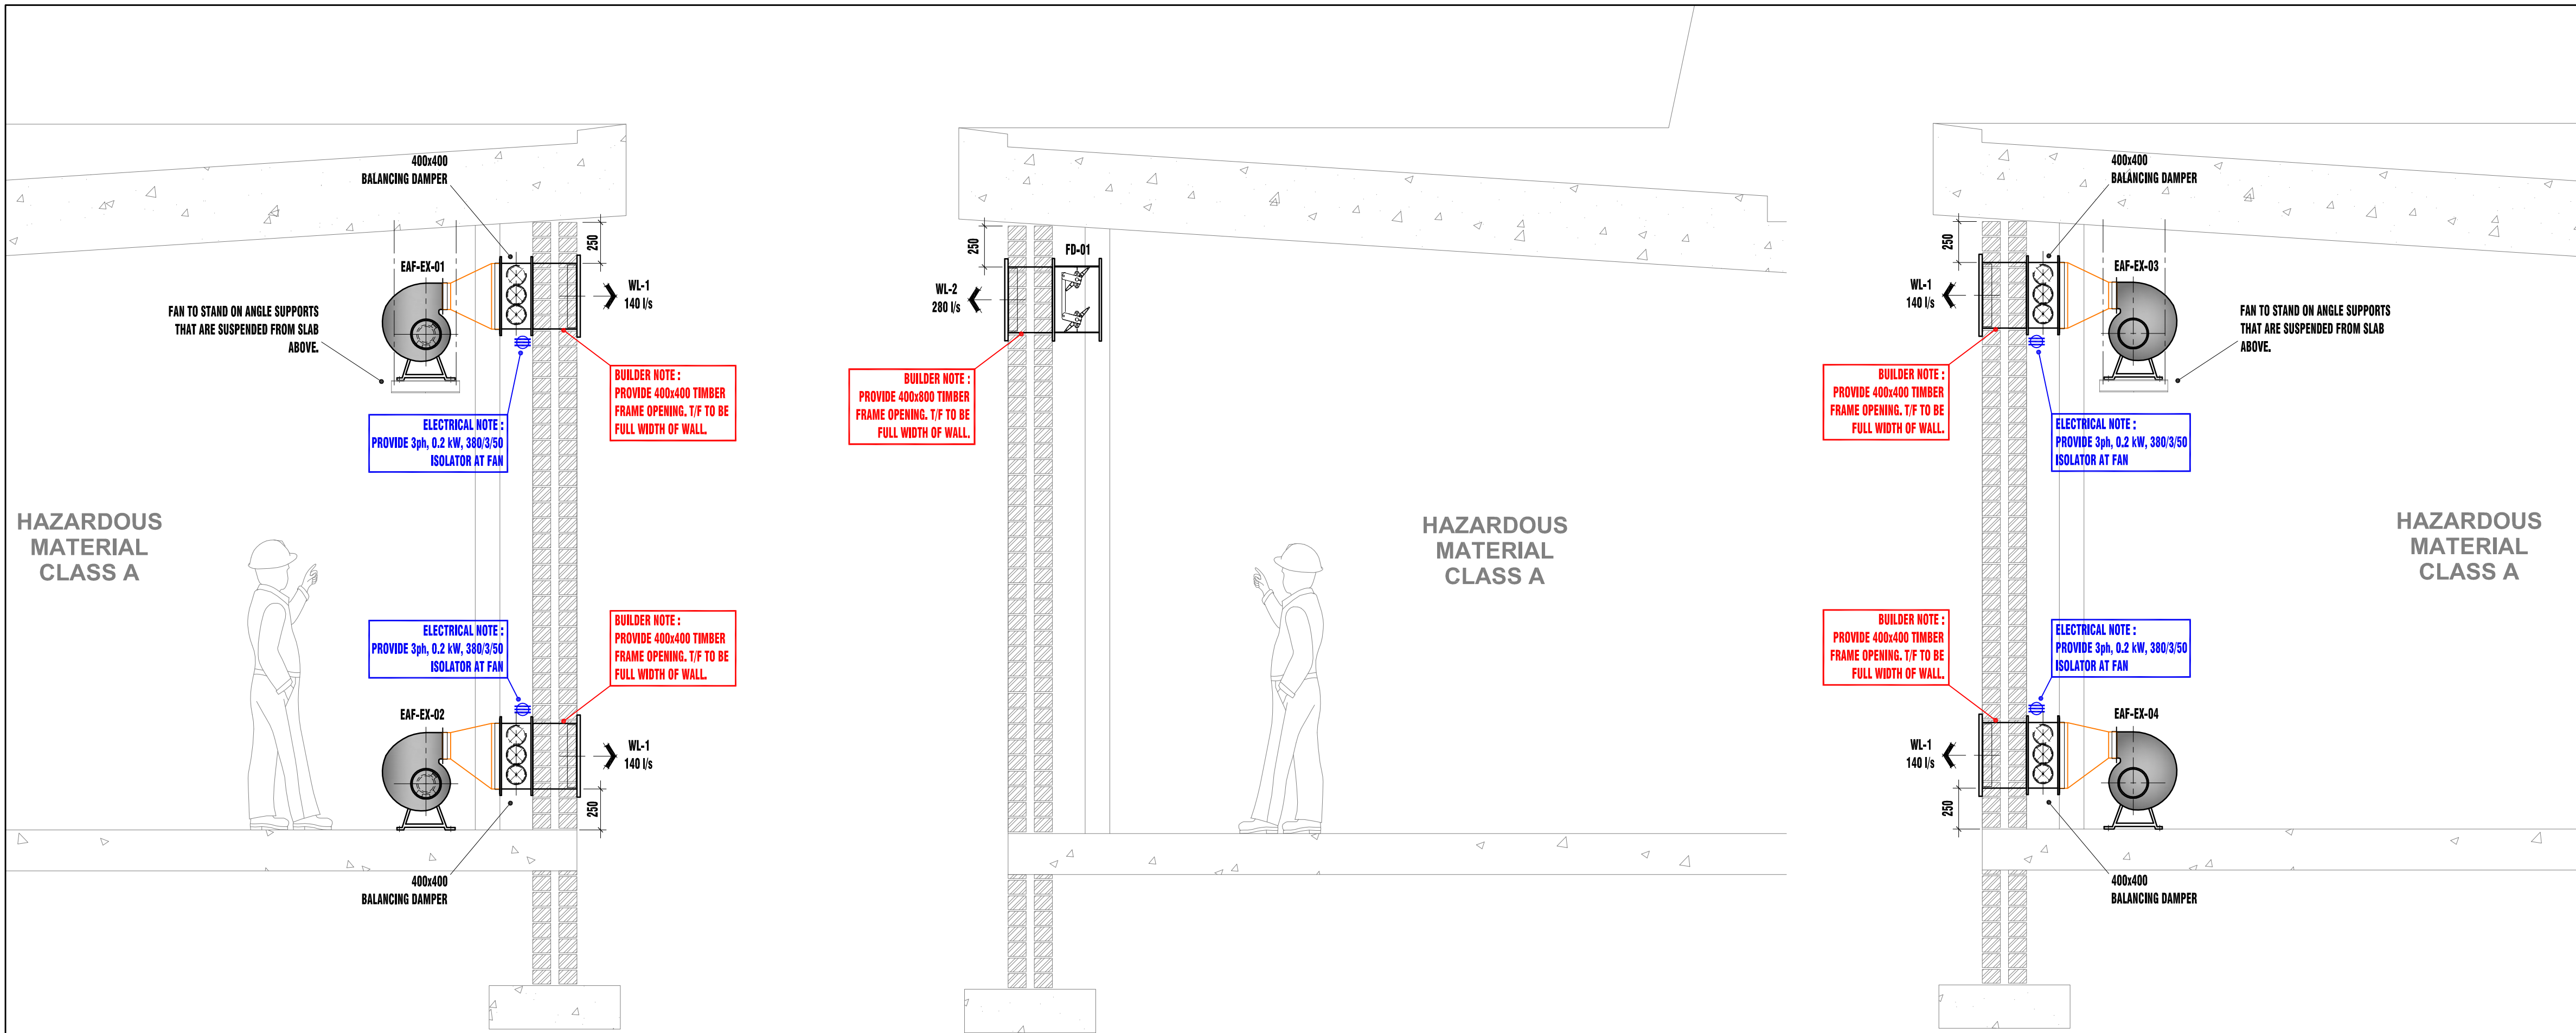 400x400
BALANCING DAMPER
250
EAF-EX-01
WL-1
140 l/s
FAN TO STAND ON ANGLE SUPPORTS
THAT ARE SUSPENDED FROM SLAB
ABOVE.
BUILDER NOTE :
PROVIDE 400x400 TIMBER
FRAME OPENING. T/F TO BE
FULL WIDTH OF WALL.
ELECTRICAL NOTE :
PROVIDE 3ph, 0.2 kW, 380/3/50
ISOLATOR AT FAN
HAZARDOUS
MATERIAL
CLASS A
BUILDER NOTE :
PROVIDE 400x400 TIMBER
FRAME OPENING. T/F TO BE
FULL WIDTH OF WALL.
ELECTRICAL NOTE :
PROVIDE 3ph, 0.2 kW, 380/3/50
ISOLATOR AT FAN
EAF-EX-02
WL-1
140 l/s
250
400x400
BALANCING DAMPER
250
FD-01
WL-2
280 l/s
BUILDER NOTE :
PROVIDE 400x800 TIMBER
FRAME OPENING. T/F TO BE
FULL WIDTH OF WALL.
HAZARDOUS
MATERIAL
CLASS A
400x400
BALANCING DAMPER
250
EAF-EX-03
WL-1
140 l/s
FAN TO STAND ON ANGLE SUPPORTS
THAT ARE SUSPENDED FROM SLAB
ABOVE.
BUILDER NOTE :
PROVIDE 400x400 TIMBER
FRAME OPENING. T/F TO BE
FULL WIDTH OF WALL.
ELECTRICAL NOTE :
PROVIDE 3ph, 0.2 kW, 380/3/50
ISOLATOR AT FAN
HAZARDOUS
MATERIAL
CLASS A
BUILDER NOTE :
PROVIDE 400x400 TIMBER
FRAME OPENING. T/F TO BE
FULL WIDTH OF WALL.
ELECTRICAL NOTE :
PROVIDE 3ph, 0.2 kW, 380/3/50
ISOLATOR AT FAN
EAF-EX-04
WL-1
140 l/s
250
400x400
BALANCING DAMPER